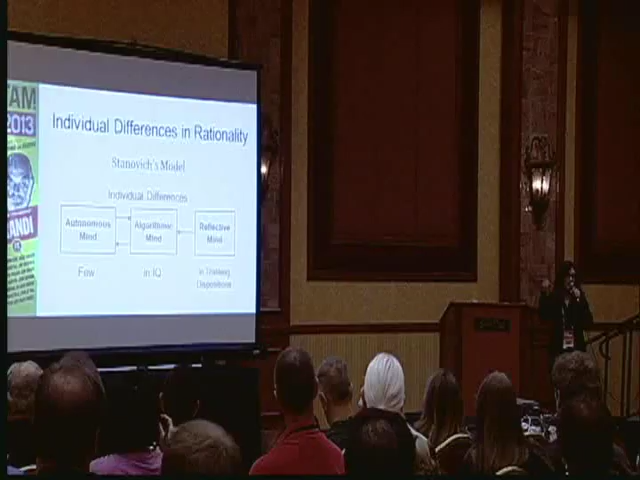 TAM
2013
ANDI
Individual Differences in Rationality
Stanovich's Model
Individual Differences
Autonomous
Mind
Algorithmic
Mind
Reflective
Mind
Few
in IQ
in Thinking
Dispositions